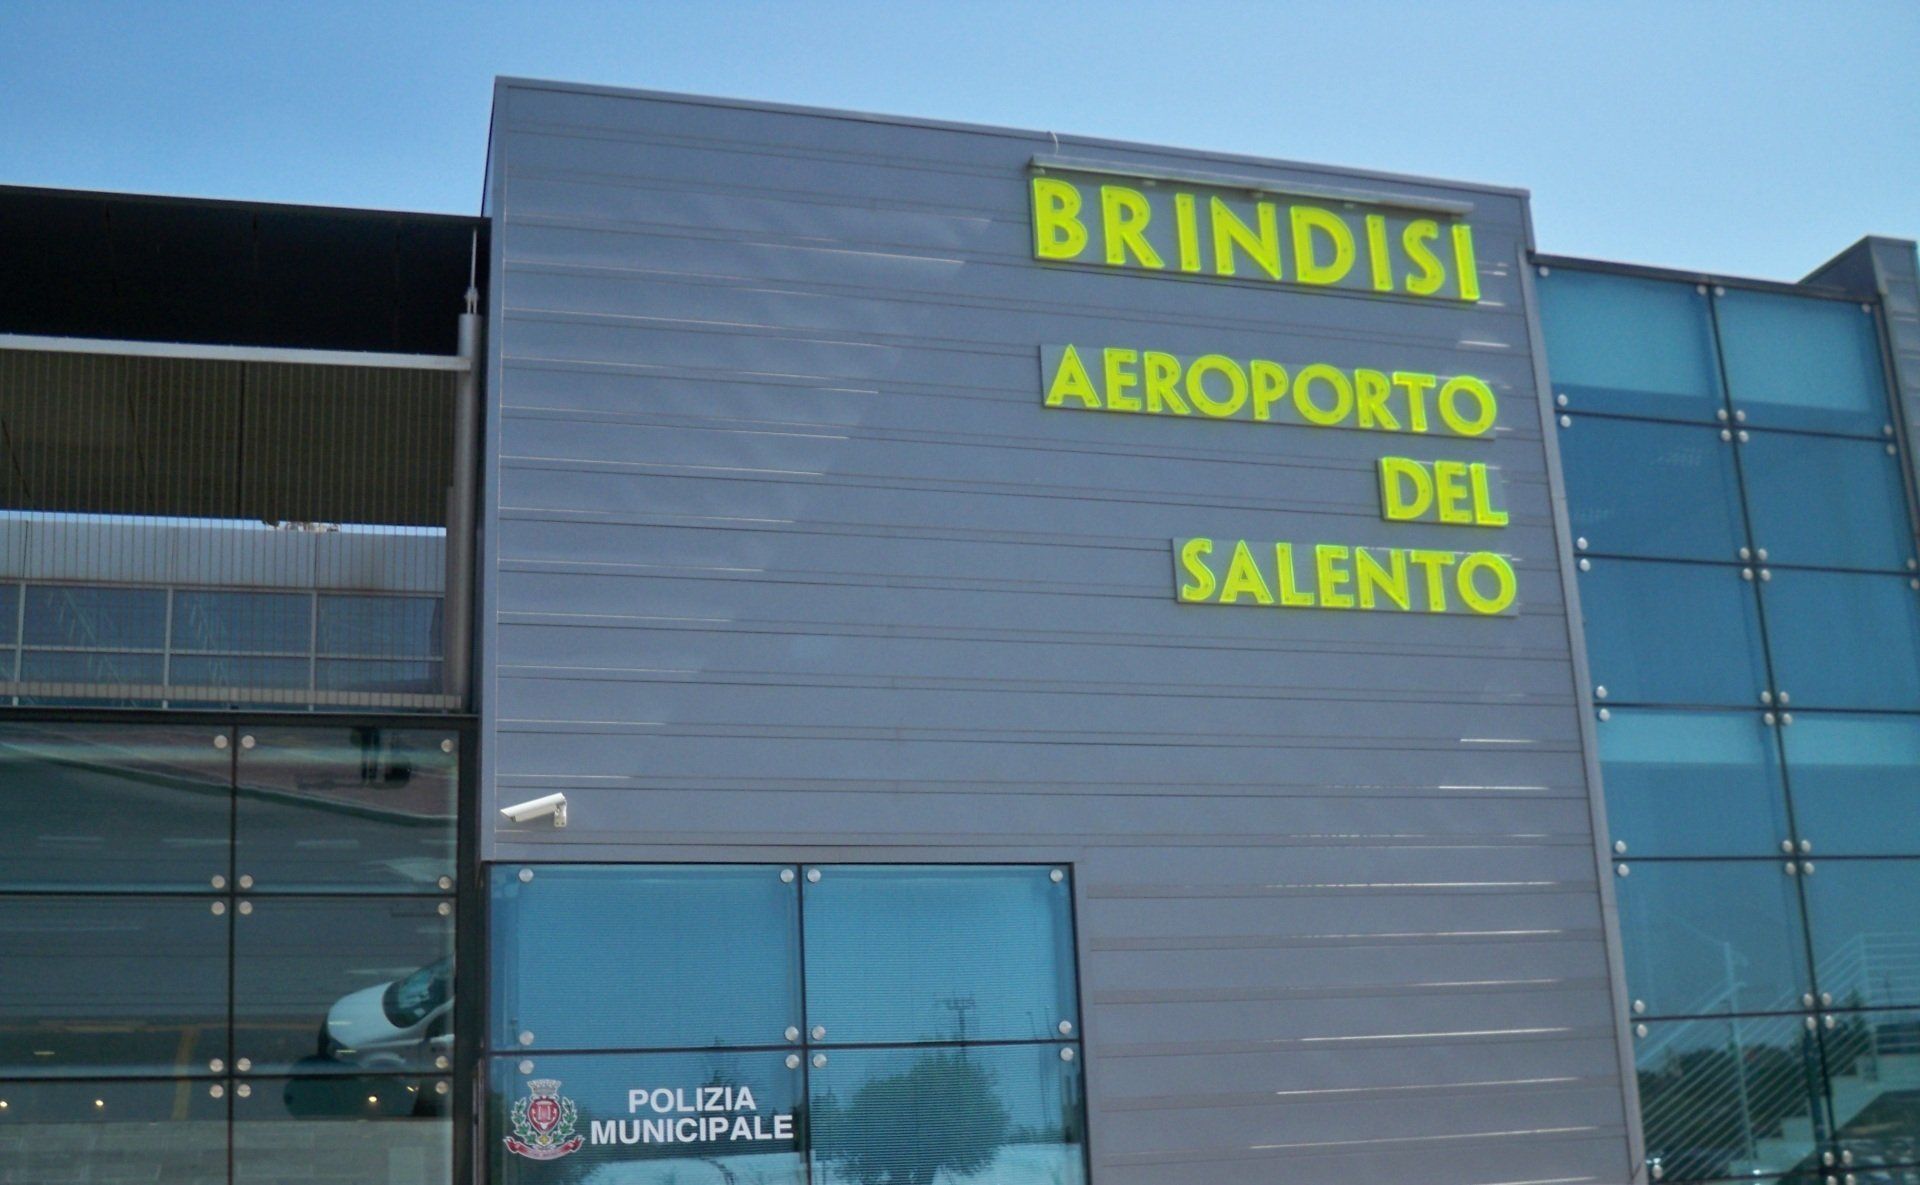 BRINDISI
AEROPORTO
DEL
SALENTO
POLIZIA
MUNICIPALE